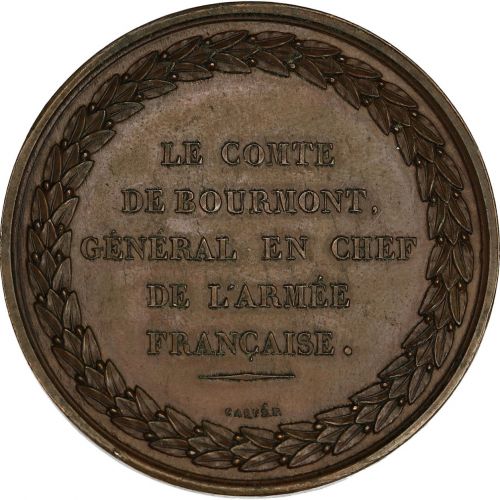 LE COMTE
DE BOURMONT,
GÉNÉRAL EN CHEF
DE L'ARMÉE
FRANÇAISE.